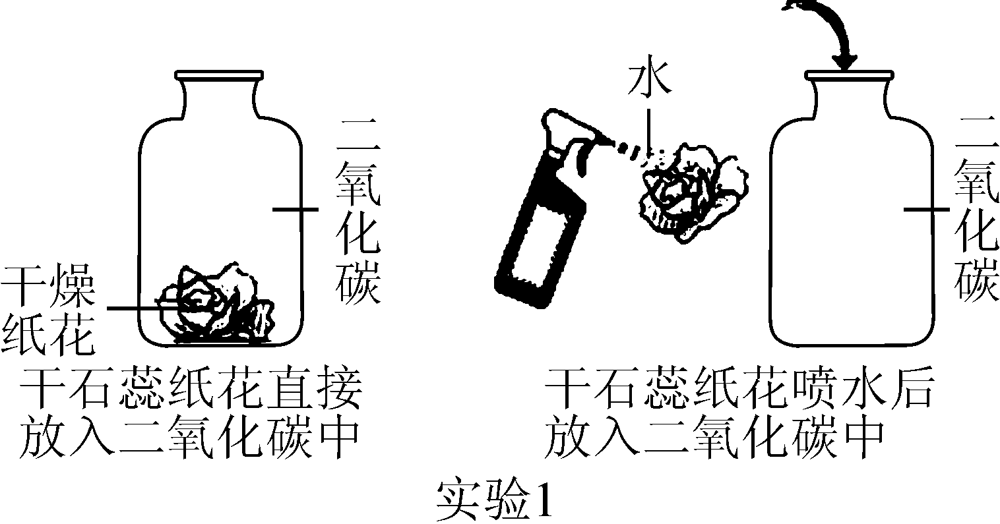 二氧化碳
干燥
纸花
干石蕊纸花直接
放入二氧化碳中
水
二氧化碳
干石蕊纸花喷水后
放入二氧化碳中
实验1